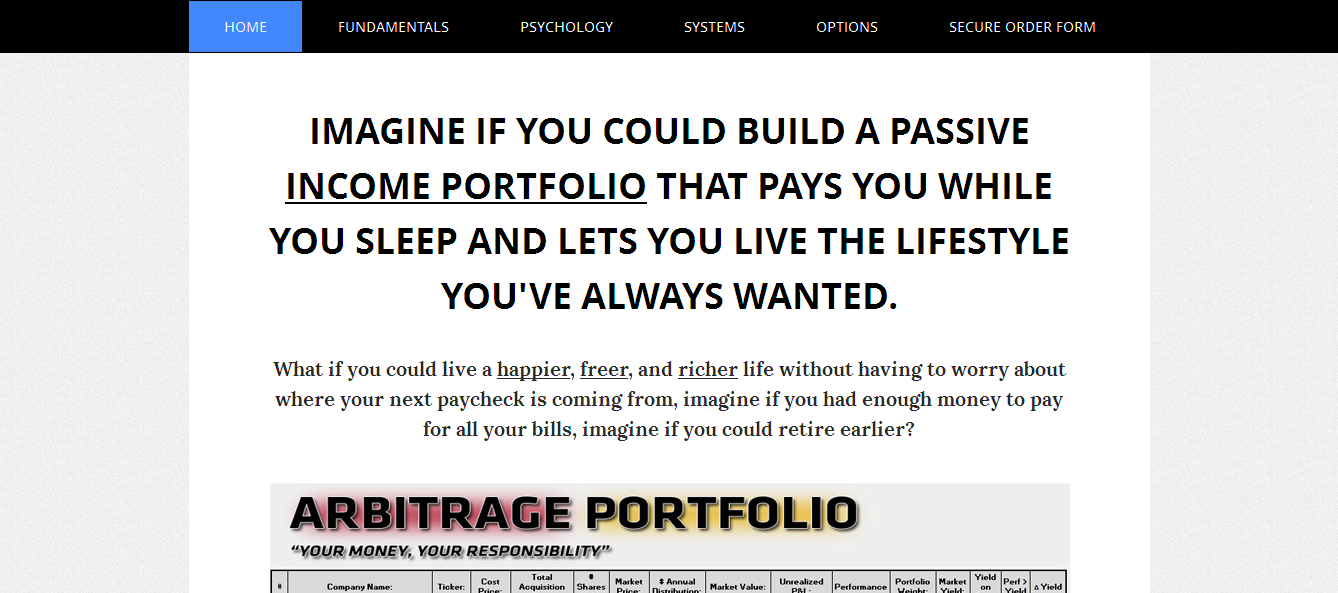 HOME FUNDAMENTALS PSYCHOLOGY SYSTEMS OPTIONS SECURE ORDER FORM
IMAGINE IF YOU COULD BUILD A PASSIVE
INCOME PORTFOLIO THAT PAYS YOU WHILE
YOU SLEEP AND LETS YOU LIVE THE LIFESTYLE
YOU'VE ALWAYS WANTED.
What if you could live a happier, freer, and richer life without having to worry about
where your next paycheck is coming from, imagine if you had enough money to pay
for all your bills, imagine if you could retire earlier?
ARBITRAGE PORTFOLIO
“YOUR MONEY, YOUR RESPONSIBILITY”
# Company Name: Ticker: Cost Price: Total Acquisition # Shares Market Price: $ Annual Distribution: Market Value: Unrealized P&L: Performance Portfolio Weight: Market Yield: Yield on Perf > Yield Δ Yield